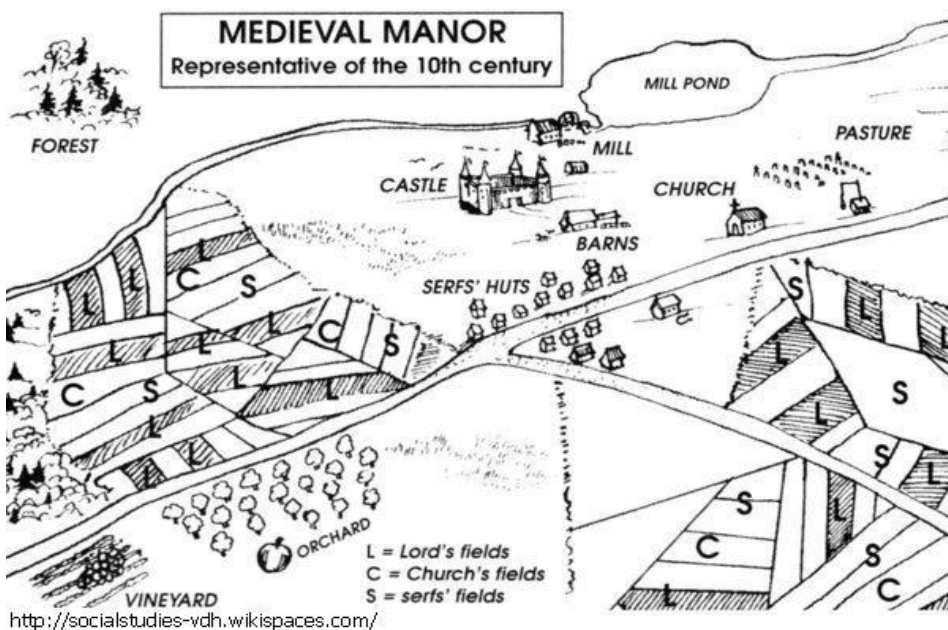 MEDIEVAL MANOR
Representative of the 10th century
FOREST
MILL POND
MILL
PASTURE
CASTLE
CHURCH
BARNS
SERFS' HUTS
L
L
L
C
S
L
L
L
C
S
L
L
C
S
L
L
L
L
S
L
L
L
S
L
S
L
S
C
S
L
C
ORCHARD
VINEYARD
L = Lord's fields
C = Church's fields
S = serfs' fields
http://socialstudies-vdh.wikispaces.com/